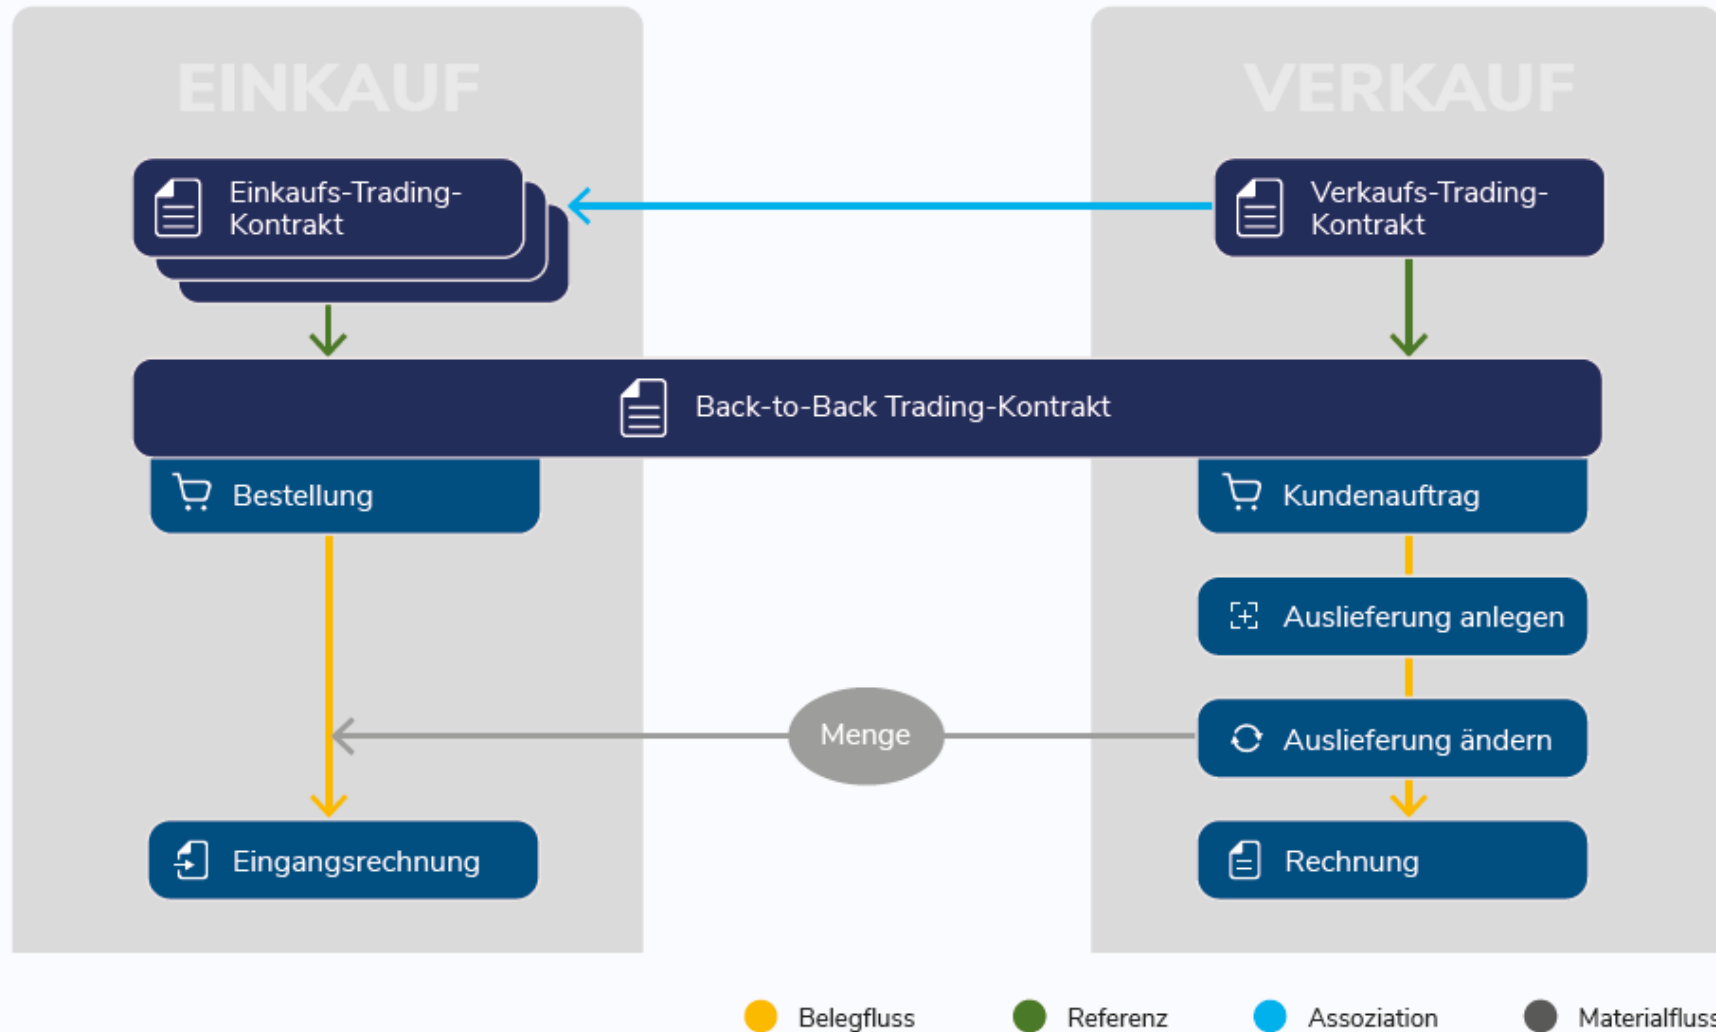 EINKAUF
VERKAUF
Einkaufs-Trading-
Kontrakt
Verkaufs-Trading-
Kontrakt
Back-to-Back Trading-Kontrakt
Bestellung
Kundenauftrag
Auslieferung anlegen
Menge
Auslieferung ändern
Eingangsrechnung
Rechnung
Belegfluss
Referenz
Assoziation
Materialfluss